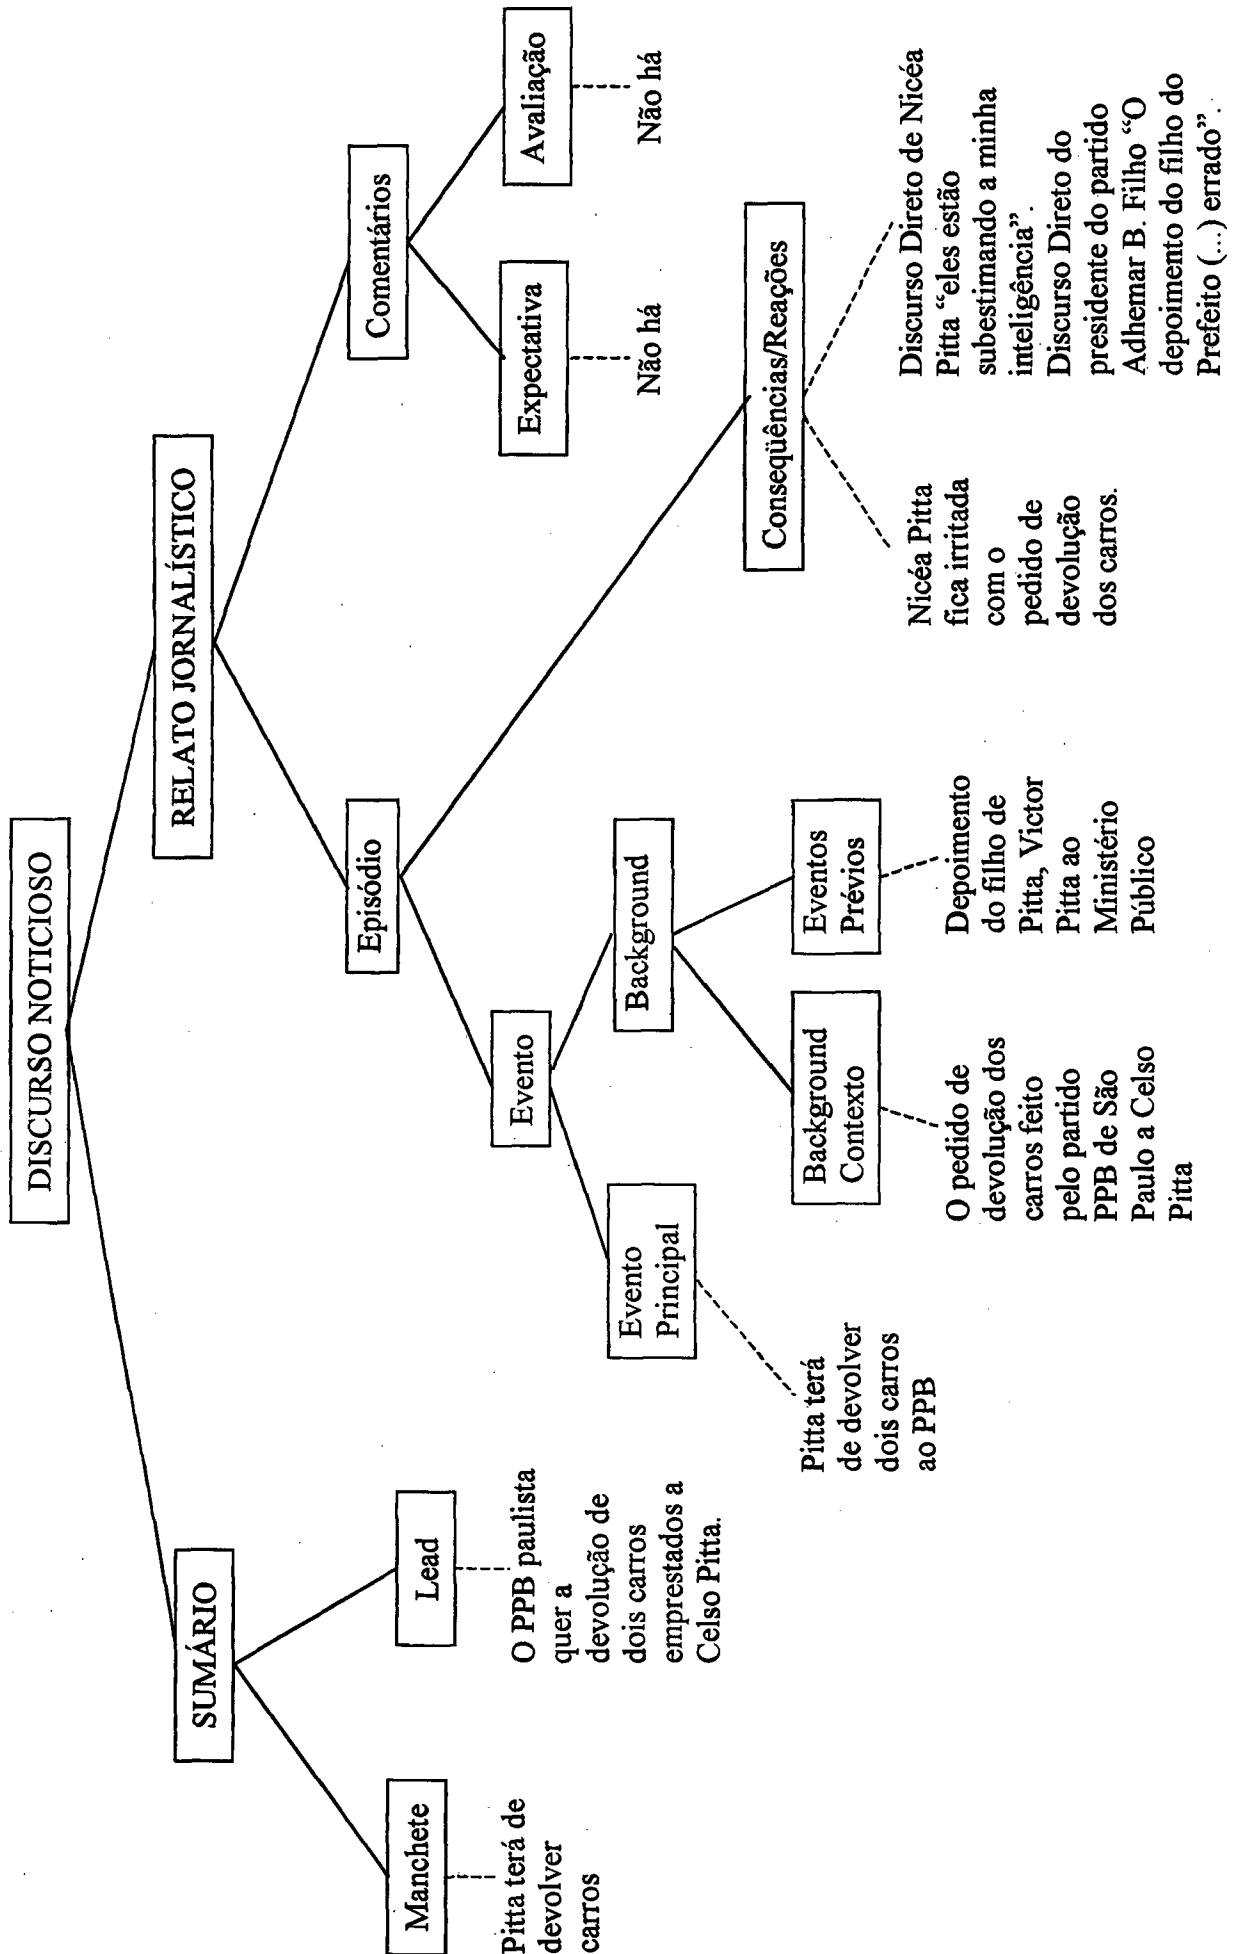 DISCURSO NOTICIOSO
SUMÁRIO
RELATO JORNALÍSTICO
Manchete
Lead
Episódio
Comentários
Pitta terá de
devolver
carros
O PPB paulista
quer a
devolução de
dois carros
emprestados a
Celso Pitta.
Evento
Expectativa
Avaliação
Não há
Não há
Evento
Principal
Background
Pitta terá
de devolver
dois carros
ao PPB
Background
Contexto
Eventos
Prévios
Conseqüências/Reações
O pedido de
devolução dos
carros feito
pelo partido
PPB de São
Paulo a Celso
Pitta
Depoimento
do filho de
Pitta, Victor
Pitta ao
Ministério
Público
Nicéa Pitta
fica irritada
com o
pedido de
devolução
dos carros.
Discurso Direto de Nicéa
Pitta “eles estão
subestimando a minha
inteligência”.
Discurso Direto do
presidente do partido
Adhemar B. Filho “O
depoimento do filho do
Prefeito (...) errado”.